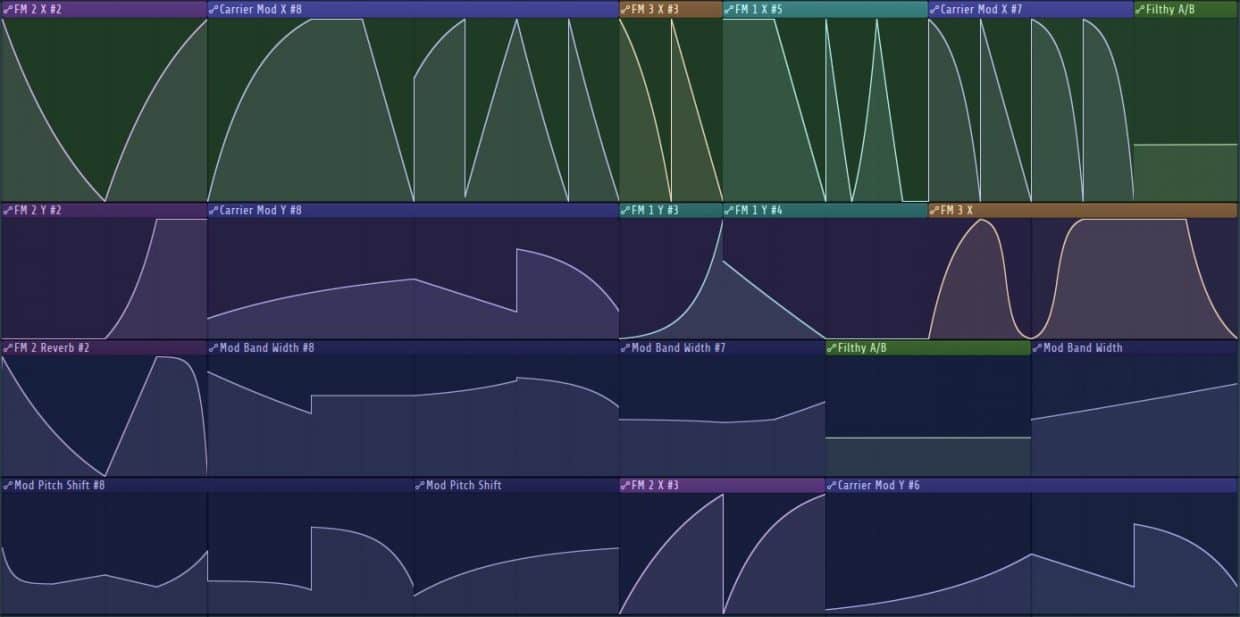 FM 2 X #2
Carrier Mod X #8
FM 3 X #3
FM 1 X #5
Carrier Mod X #7
Filthy A/B
FM 2 Y #2
Carrier Mod Y #8
FM 1 Y #3
FM 1 Y #4
FM 3 X
FM 2 Reverb #2
Mod Band Width #8
Mod Band Width #7
Filthy A/B
Mod Band Width
Mod Pitch Shift #8
Mod Pitch Shift
FM 2 X #3
Carrier Mod Y #6